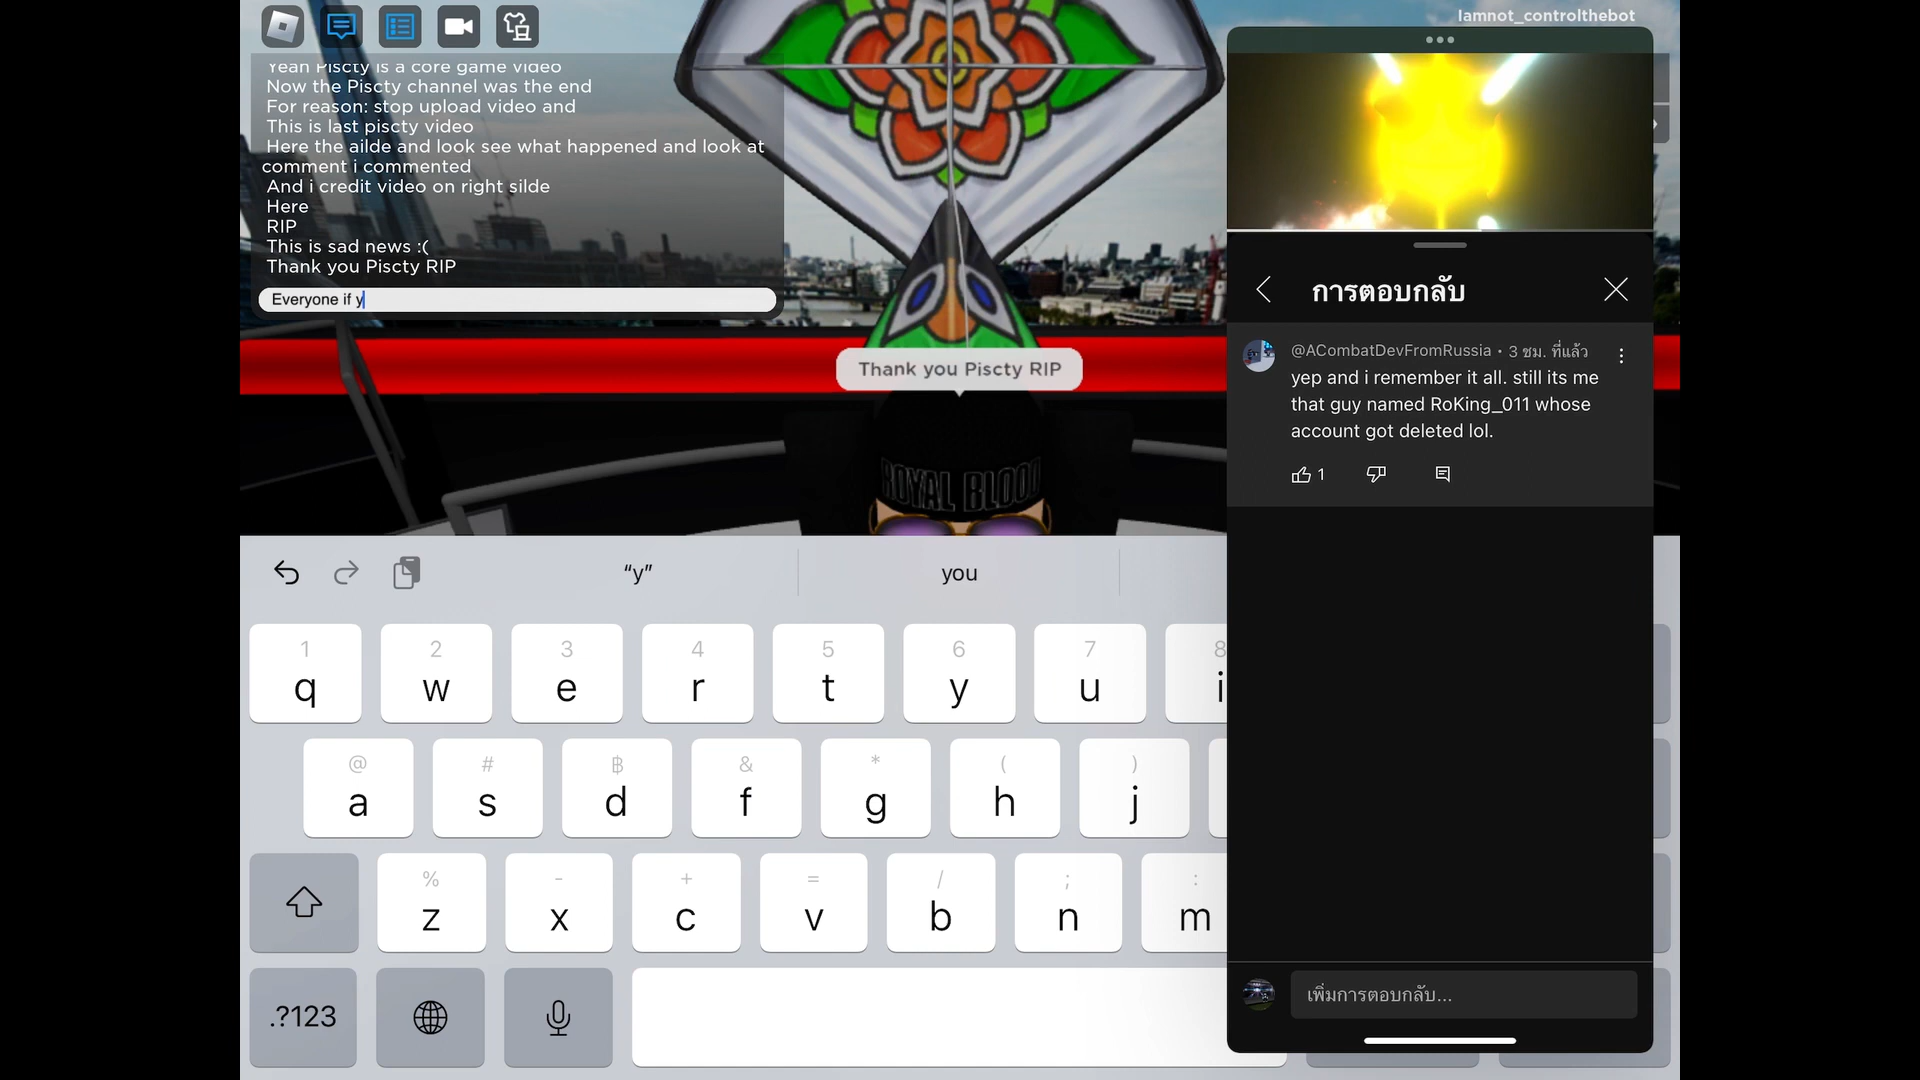 Iamnot_controlthebot
Yeah Piscty is a core game video
Now the Piscty channel was the end
For reason: stop upload video and
This is last piscty video
Here the ailde and look see what happened and look at
comment i commented
And i credit video on right silde
Here
RIP
This is sad news :(
Thank you Piscty RIP
Everyone if y
Thank you Piscty RIP
ROYAL BLOOD
การตอบกลับ
@ACombatDevFromRussia • 3 ชม. ที่แล้ว
yep and i remember it all. still its me
that guy named RoKing_011 whose
account got deleted lol.
1
เพิ่มการตอบกลับ...
“y” you
1 2 3 4 5 6 7 8
q w e r t y u i
@ # ฿ & * ( )
a s d f g h j
% - + = / ; :
z x c v b n m
.?123